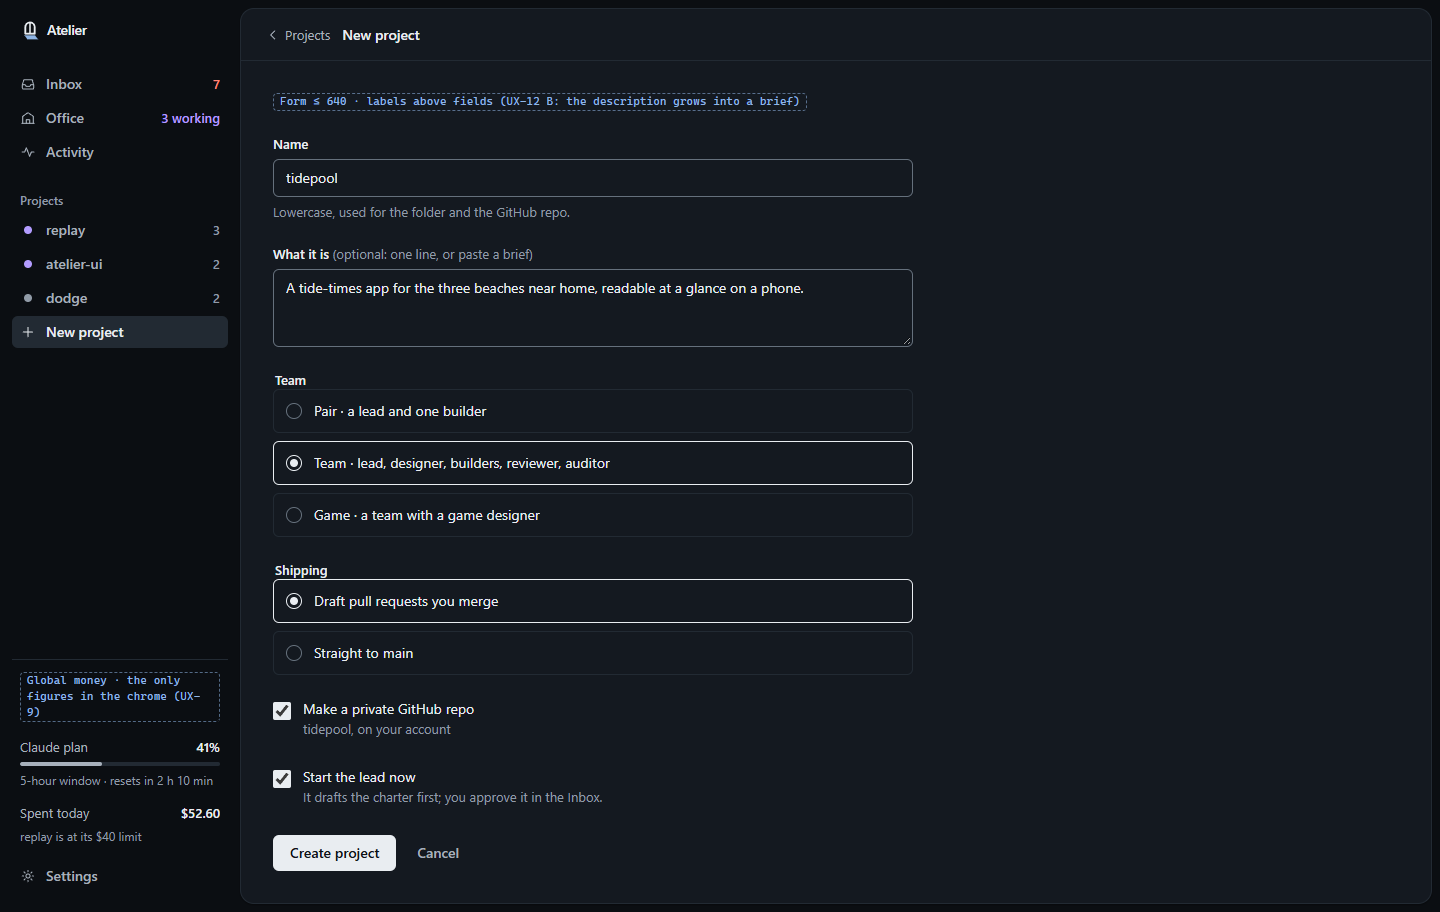 Atelier
Inbox 7
Office 3 working
Activity
Projects
replay 3
atelier-ui 2
dodge 2
New project
Global money · the only
figures in the chrome (UX-
9)
Claude plan 41%
5-hour window · resets in 2 h 10 min
Spent today $52.60
replay is at its $40 limit
Settings
Projects New project
Form ≤ 640 · labels above fields (UX-12 B: the description grows into a brief)
Name
tidepool
Lowercase, used for the folder and the GitHub repo.
What it is (optional: one line, or paste a brief)
A tide-times app for the three beaches near home, readable at a glance on a phone.
Team
Pair · a lead and one builder
Team · lead, designer, builders, reviewer, auditor
Game · a team with a game designer
Shipping
Draft pull requests you merge
Straight to main
Make a private GitHub repo
tidepool, on your account
Start the lead now
It drafts the charter first; you approve it in the Inbox.
Create project Cancel